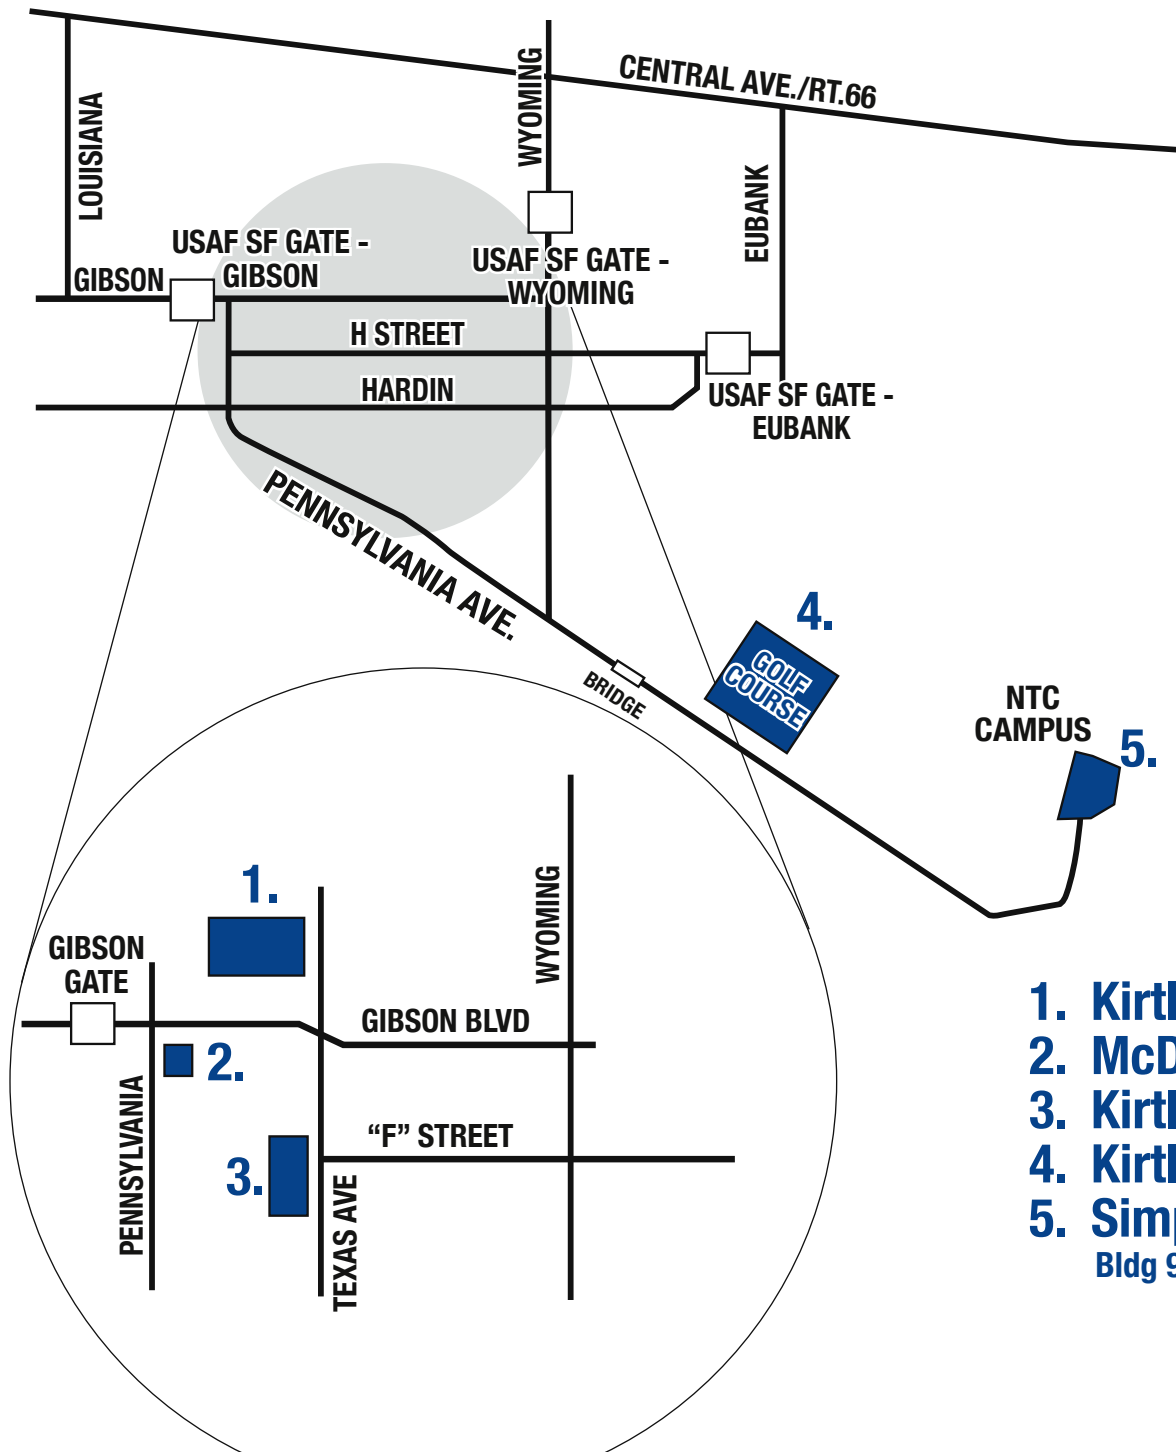 CENTRAL AVE./RT.66
WYOMING
LOUISIANA
EUBANK
USAF SF GATE -
GIBSON
GIBSON
USAF SF GATE -
WYOMING
H STREET
HARDIN
USAF SF GATE -
EUBANK
PENNSYLVANIA AVE.
4.
GOLF
COURSE
BRIDGE
NTC
CAMPUS
5.
1.
WYOMING
GIBSON
GATE
GIBSON BLVD
2.
PENNSYLVANIA
"F" STREET
3.
TEXAS AVE
1.
2.
3.
4.
5.
Bldg